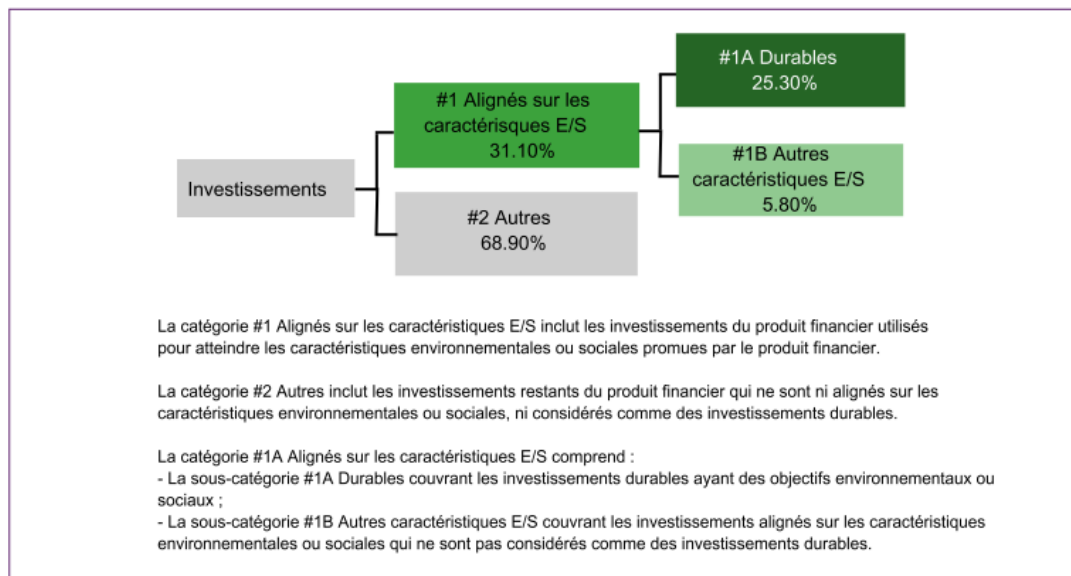 #1A Durables
25.30%
#1 Alignés sur les
caractérisques E/S
31.10%
#1B Autres
caractéristiques E/S
5.80%
Investissements
#2 Autres
68.90%
La catégorie #1 Alignés sur les caractéristiques E/S inclut les investissements du produit financier utilisés
pour atteindre les caractéristiques environnementales ou sociales promues par le produit financier.
La catégorie #2 Autres inclut les investissements restants du produit financier qui ne sont ni alignés sur les
caractéristiques environnementales ou sociales, ni considérés comme des investissements durables.
La catégorie #1A Alignés sur les caractéristiques E/S comprend :
- La sous-catégorie #1A Durables couvrant les investissements durables ayant des objectifs environnementaux ou
sociaux ;
- La sous-catégorie #1B Autres caractéristiques E/S couvrant les investissements alignés sur les caractéristiques
environnementales ou sociales qui ne sont pas considérés comme des investissements durables.